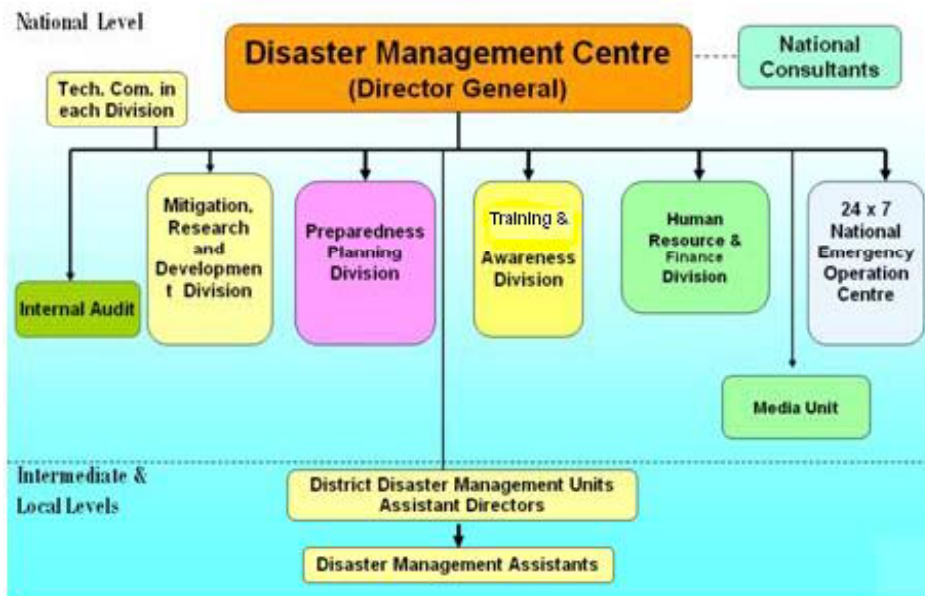 National Level
Disaster Management Centre
(Director General)
National
Consultants
Tech. Com. in
each Division
Internal Audit
Mitigation,
Research
and
Developmen
t Division
Preparedness
Planning
Division
Training &
Awareness
Division
Human
Resource &
Finance
Division
24 x 7
National
Emergency
Operation
Centre
Media Unit
Intermediate &
Local Levels
District Disaster Management Units
Assistant Directors
Disaster Management Assistants